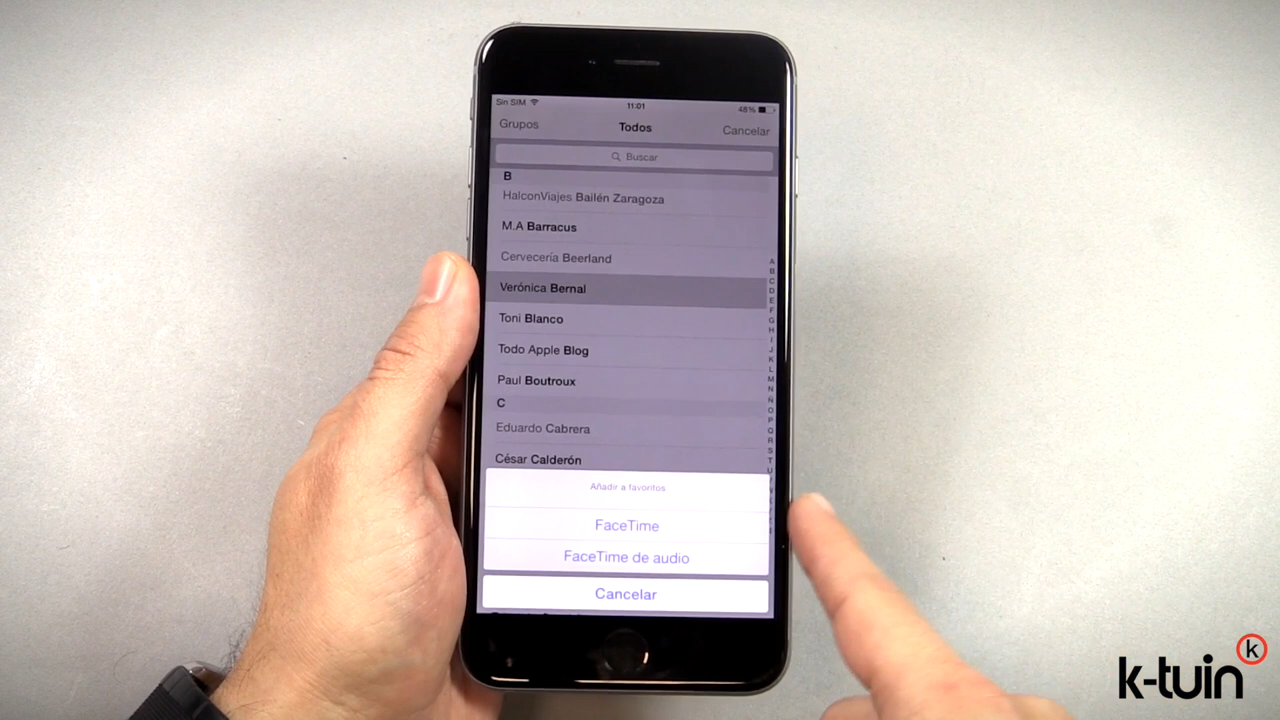 Sin SIM 11:01 48%
Grupos Todos Cancelar
Buscar
B
HalconViajes Bailén Zaragoza
M.A Barracus
Cervecería Beerland
Verónica Bernal
Toni Blanco
Todo Apple Blog
Paul Boutroux
C
Eduardo Cabrera
César Calderón
A
B
C
D
E
F
G
H
I
J
K
L
M
N
Ñ
O
P
Q
R
S
T
U
Añadir a favoritos
FaceTime
FaceTime de audio
Cancelar
k
k-tuin